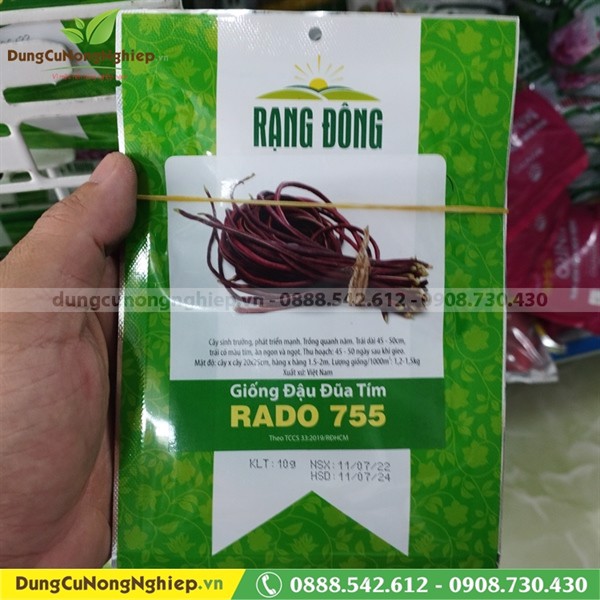 DungCuNongNghiep.vn
RẠNG ĐÔNG
dungcunongnghiep.vn - 0888.542.612 - 0908.730.430
Cây sinh trưởng, phát triển mạnh. Trồng quanh năm. Trái dài 45 - 50cm,
trái có màu tím, ăn ngon và ngọt. Thu hoạch: 45 - 50 ngày sau khi gieo.
Mật độ: cây x cây 20x25cm, hàng x hàng 1.5-2m. Lượng giống/1000m²: 1,2-1,5kg
Xuất xứ: Việt Nam
Giống Đậu Đũa Tím
RADO 755
Theo TCCS 33:2019/RĐHCM
KLT: 10g NSX: 11/07/22
HSD: 11/07/24
DungCuNongNghiep.vn 0888.542.612 - 0908.730.430